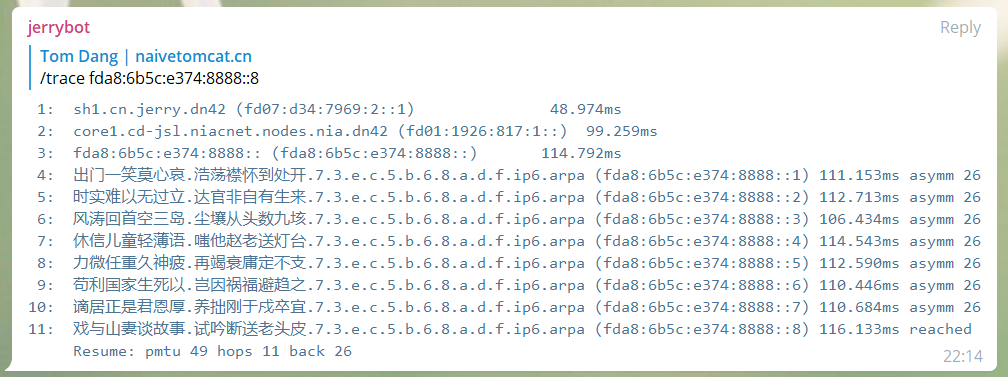 jerrybot Reply
Tom Dang | naivetomcat.cn
/trace fda8:6b5c:e374:8888::8
1: sh1.cn.jerry.dn42 (fd07:d34:7969:2::1) 48.974ms
2: core1.cd-jsl.niacnet.nodes.nia.dn42 (fd01:1926:817:1::) 99.259ms
3: fda8:6b5c:e374:8888:: (fda8:6b5c:e374:8888::) 114.792ms
4: 出门一笑莫心哀.浩荡襟怀到处开.7.3.e.c.5.b.6.8.a.d.f.ip6.arpa (fda8:6b5c:e374:8888::1) 111.153ms asymm 26
5: 时实难以无过立.达官非自有生来.7.3.e.c.5.b.6.8.a.d.f.ip6.arpa (fda8:6b5c:e374:8888::2) 112.713ms asymm 26
6: 风涛回首空三岛.尘壤从头数九垓.7.3.e.c.5.b.6.8.a.d.f.ip6.arpa (fda8:6b5c:e374:8888::3) 106.434ms asymm 26
7: 休信儿童轻薄语.嗤他赵老送灯台.7.3.e.c.5.b.6.8.a.d.f.ip6.arpa (fda8:6b5c:e374:8888::4) 114.543ms asymm 26
8: 力微任重久神疲.再竭衰庸定不支.7.3.e.c.5.b.6.8.a.d.f.ip6.arpa (fda8:6b5c:e374:8888::5) 112.590ms asymm 26
9: 苟利国家生死以.岂因祸福避趋之.7.3.e.c.5.b.6.8.a.d.f.ip6.arpa (fda8:6b5c:e374:8888::6) 110.446ms asymm 26
10: 谪居正是君恩厚.养拙刚于戍卒宜.7.3.e.c.5.b.6.8.a.d.f.ip6.arpa (fda8:6b5c:e374:8888::7) 110.684ms asymm 26
11: 戏与山妻谈故事.试吟断送老头皮.7.3.e.c.5.b.6.8.a.d.f.ip6.arpa (fda8:6b5c:e374:8888::8) 116.133ms reached
Resume: pmtu 49 hops 11 back 26
22:14